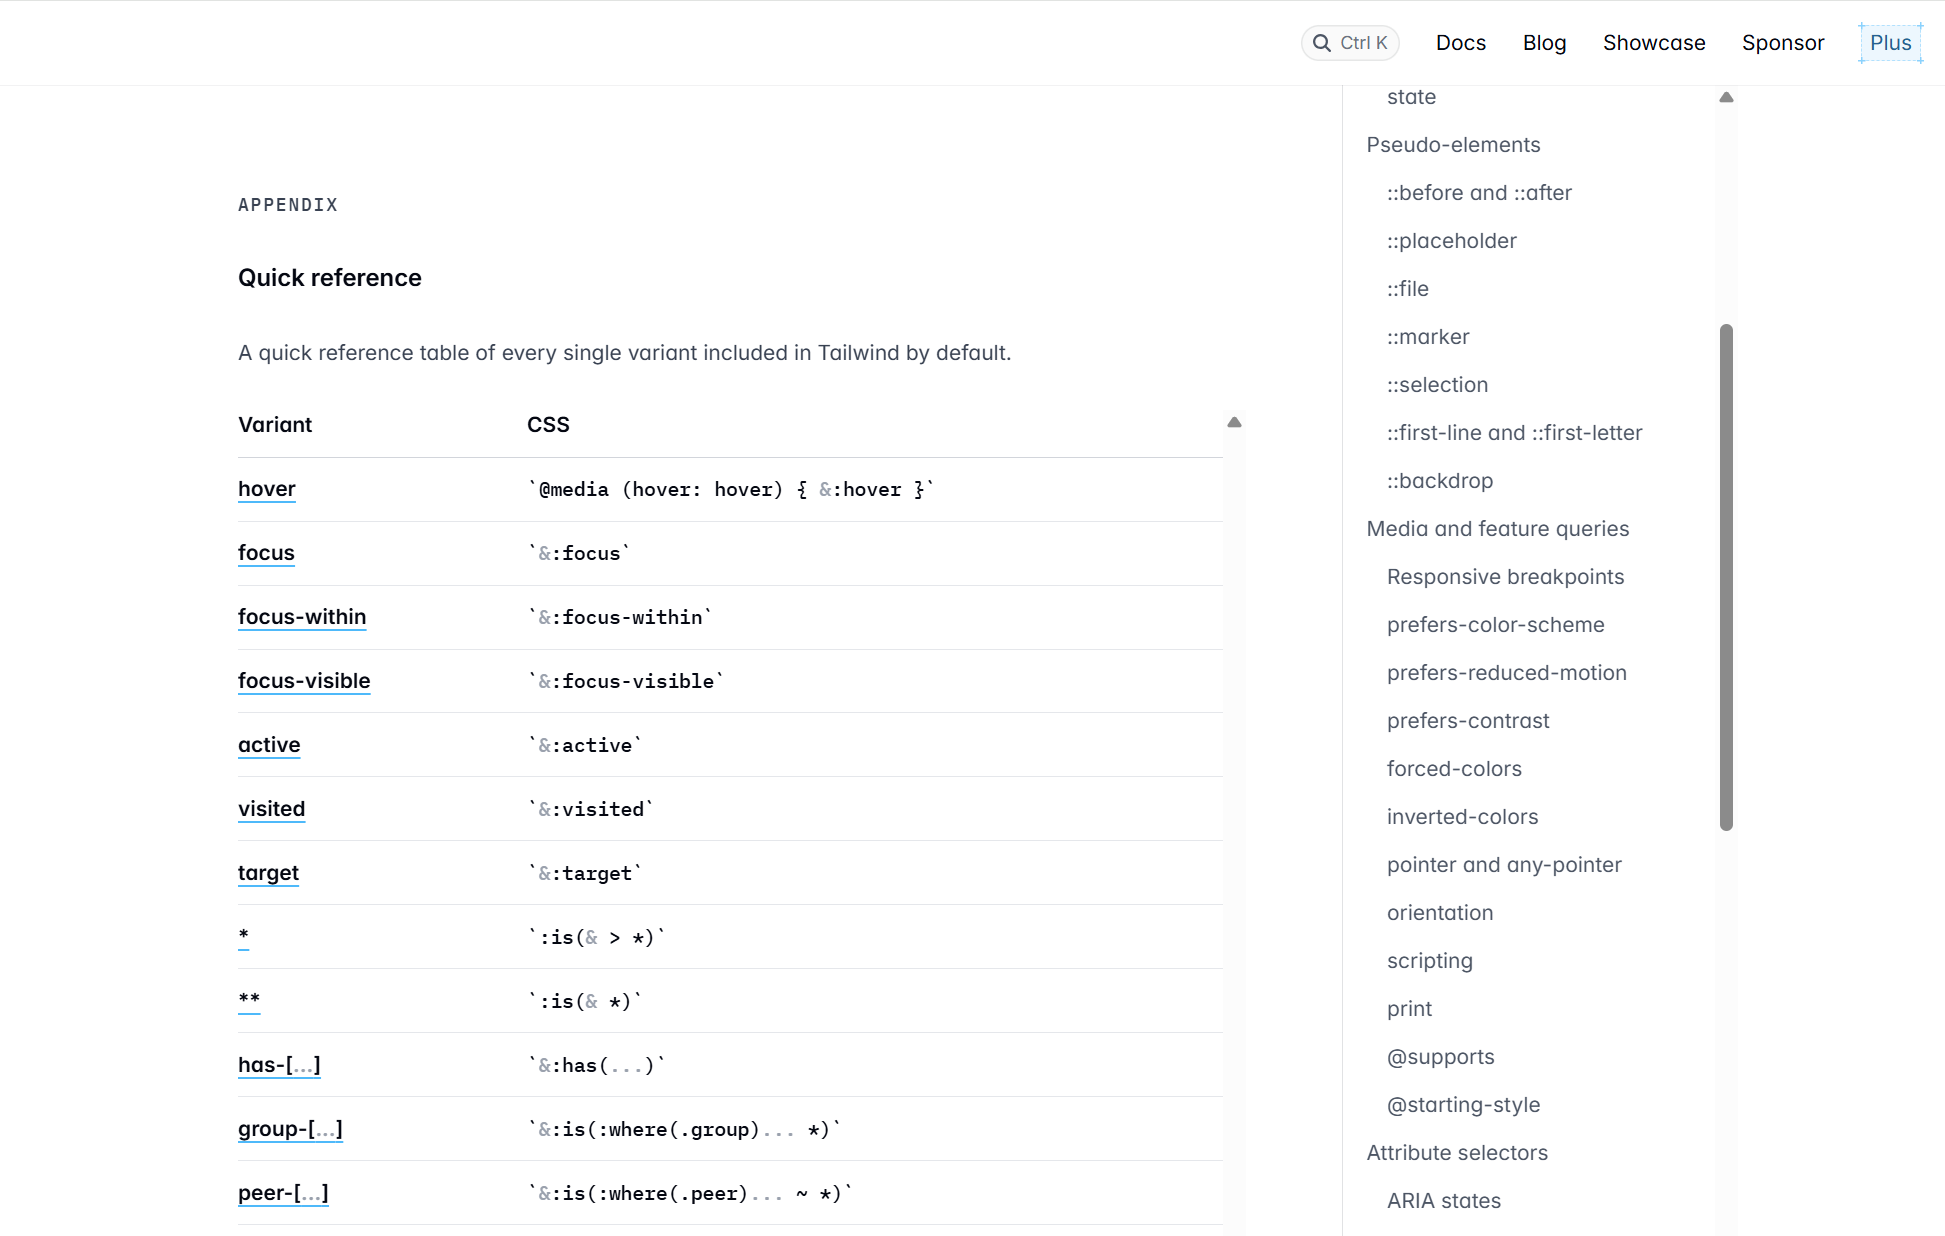 Ctrl K Docs Blog Showcase Sponsor Plus
APPENDIX
Quick reference
A quick reference table of every single variant included in Tailwind by default.
Variant CSS
hover `@media (hover: hover) { &:hover }`
focus `&:focus`
focus-within `&:focus-within`
focus-visible `&:focus-visible`
active `&:active`
visited `&:visited`
target `&:target`
* `:is(& > *)`
** `:is(& *)`
has-[...] `&:has(...)`
group-[...] `&:is(:where(.group)... *)`
peer-[...] `&:is(:where(.peer)... ~ *)`
state
Pseudo-elements
::before and ::after
::placeholder
::file
::marker
::selection
::first-line and ::first-letter
::backdrop
Media and feature queries
Responsive breakpoints
prefers-color-scheme
prefers-reduced-motion
prefers-contrast
forced-colors
inverted-colors
pointer and any-pointer
orientation
scripting
print
@supports
@starting-style
Attribute selectors
ARIA states